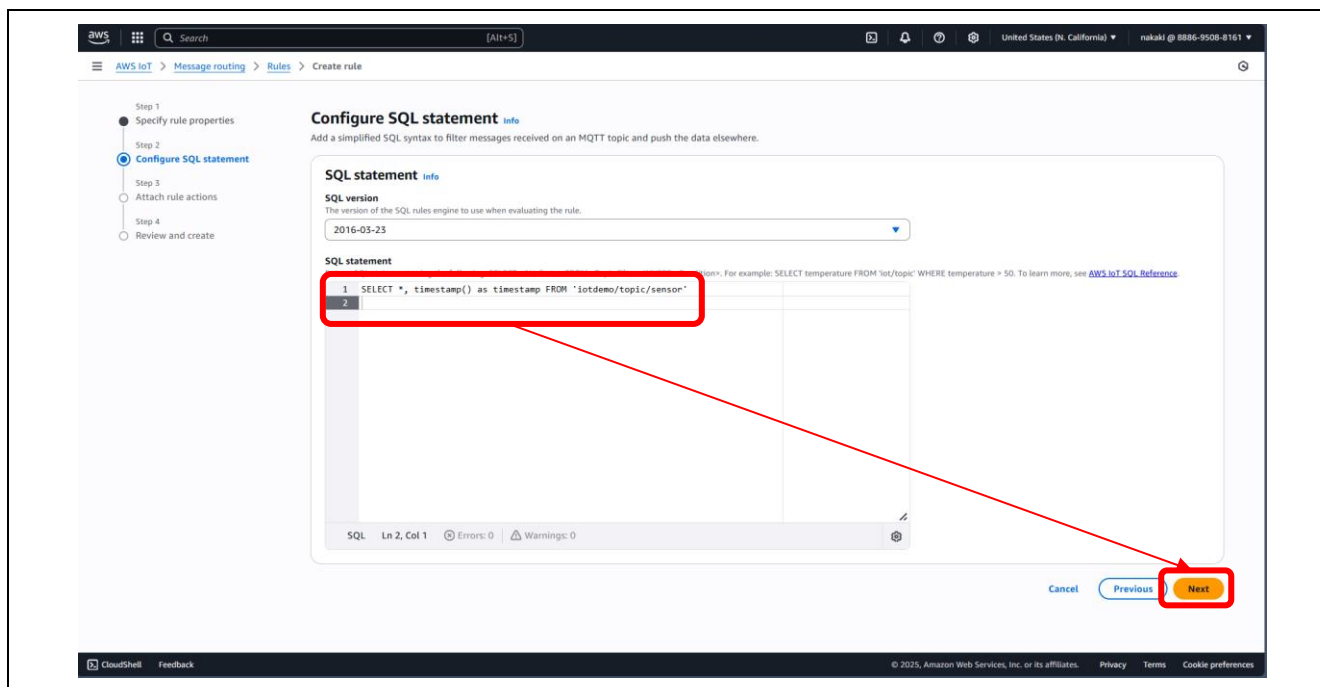 aws
Search
[Alt+S]
United States (N. California) ▼
nakaki @ 8886-9508-8161 ▼
AWS IoT > Message routing > Rules > Create rule
Step 1
Specify rule properties
Step 2
Configure SQL statement
Step 3
Attach rule actions
Step 4
Review and create
Configure SQL statement Info
Add a simplified SQL syntax to filter messages received on an MQTT topic and push the data elsewhere.
SQL statement Info
SQL version
The version of the SQL rules engine to use when evaluating the rule.
2016-03-23
SQL statement
For example: SELECT temperature FROM 'iot/topic' WHERE temperature > 50. To learn more, see AWS IoT SQL Reference.
1 SELECT *, timestamp() as timestamp FROM 'iotdemo/topic/sensor'
2
SQL Ln 2, Col 1 Errors: 0 Warnings: 0
Cancel Previous Next
CloudShell Feedback
© 2025, Amazon Web Services, Inc. or its affiliates. Privacy Terms Cookie preferences